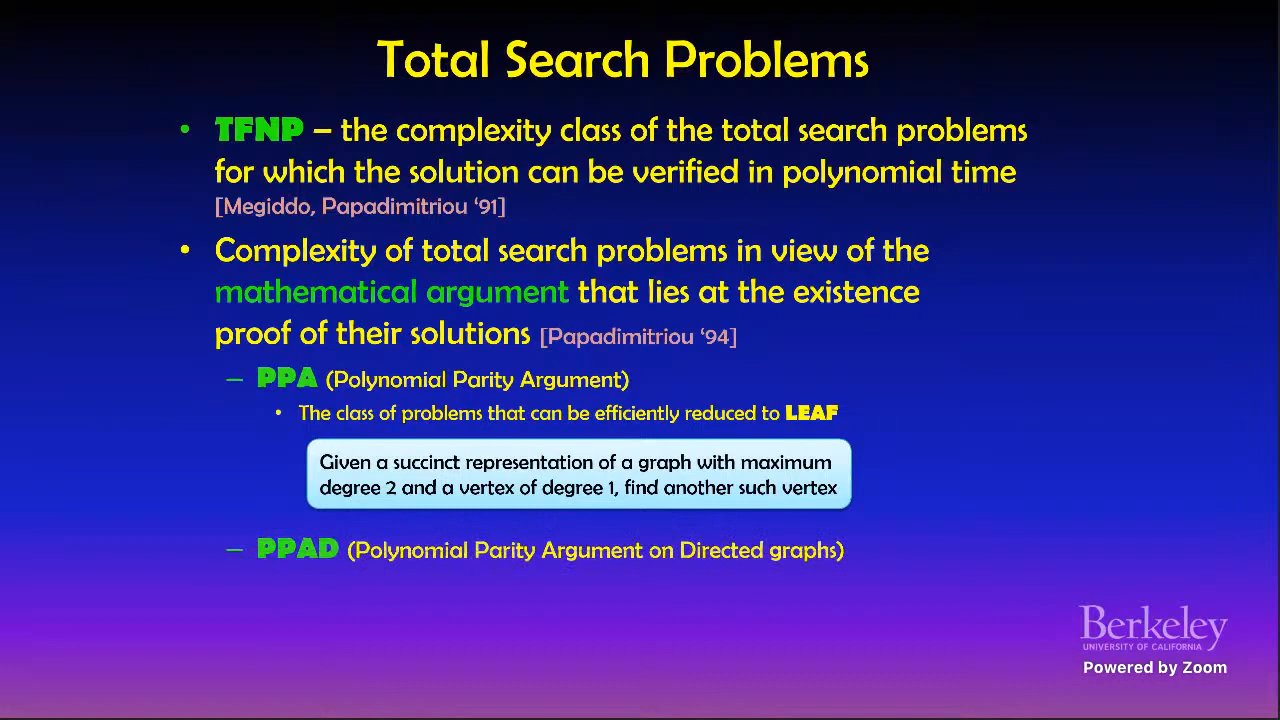 Total Search Problems
• TFNP – the complexity class of the total search problems
for which the solution can be verified in polynomial time
[Megiddo, Papadimitriou ‘91]
• Complexity of total search problems in view of the
mathematical argument that lies at the existence
proof of their solutions [Papadimitriou ‘94]
– PPA (Polynomial Parity Argument)
• The class of problems that can be efficiently reduced to LEAF
Given a succinct representation of a graph with maximum
degree 2 and a vertex of degree 1, find another such vertex
– PPAD (Polynomial Parity Argument on Directed graphs)
Berkeley
UNIVERSITY OF CALIFORNIA
Powered by Zoom